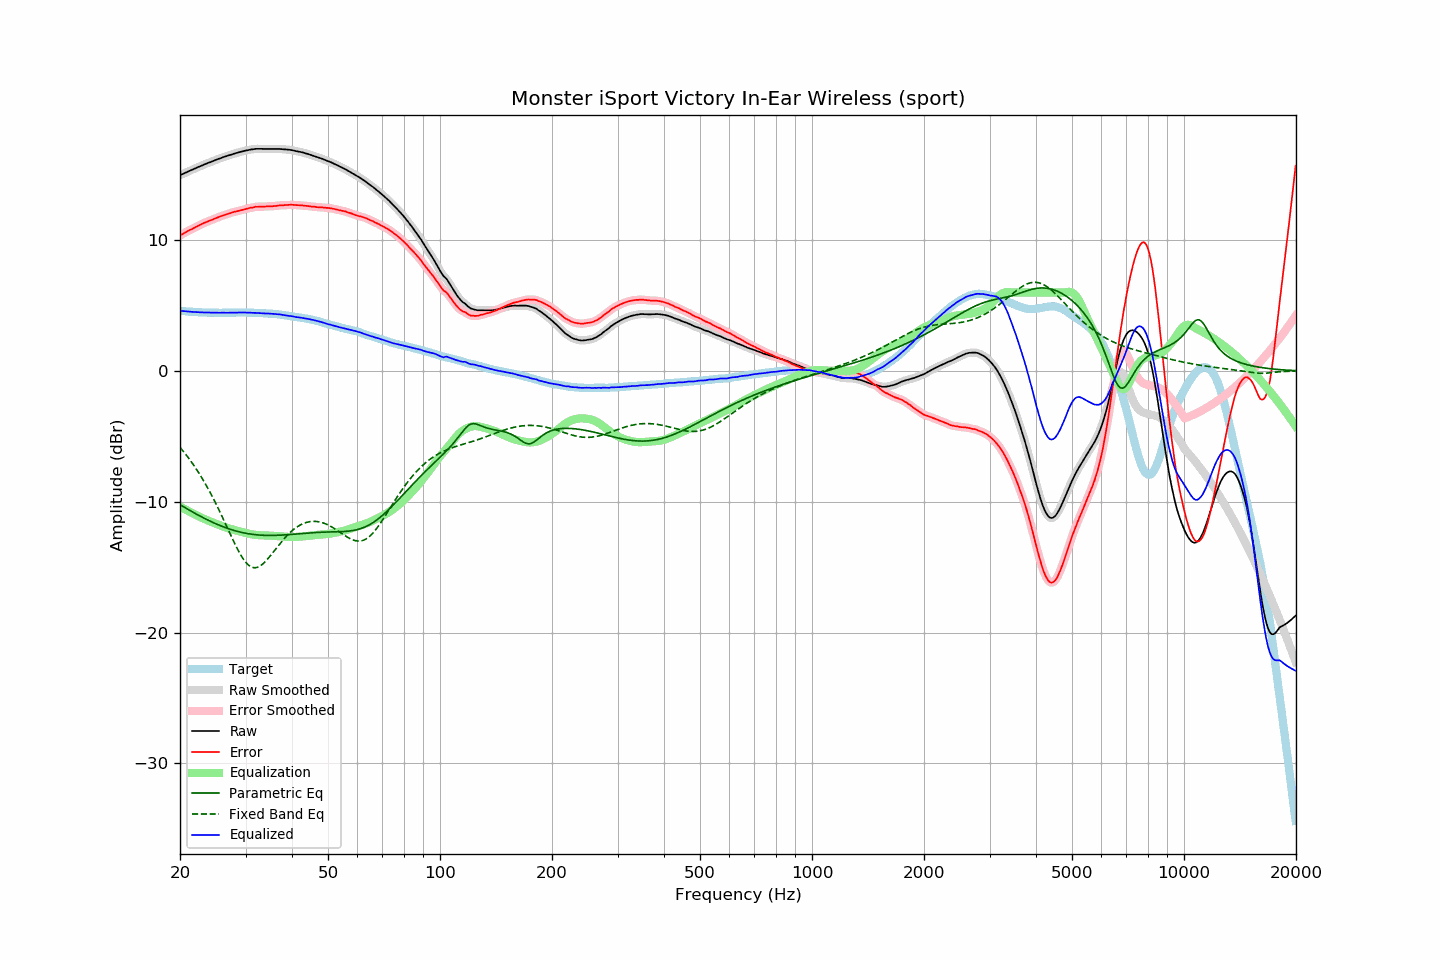 Monster iSport Victory In-Ear Wireless (sport)
10
0
−10
−20
−30
Amplitude (dBr)
Target
Raw Smoothed
Error Smoothed
Raw
Error
Equalization
Parametric Eq
Fixed Band Eq
Equalized
20 50 100 200 500 1000 2000 5000 10000 20000
Frequency (Hz)